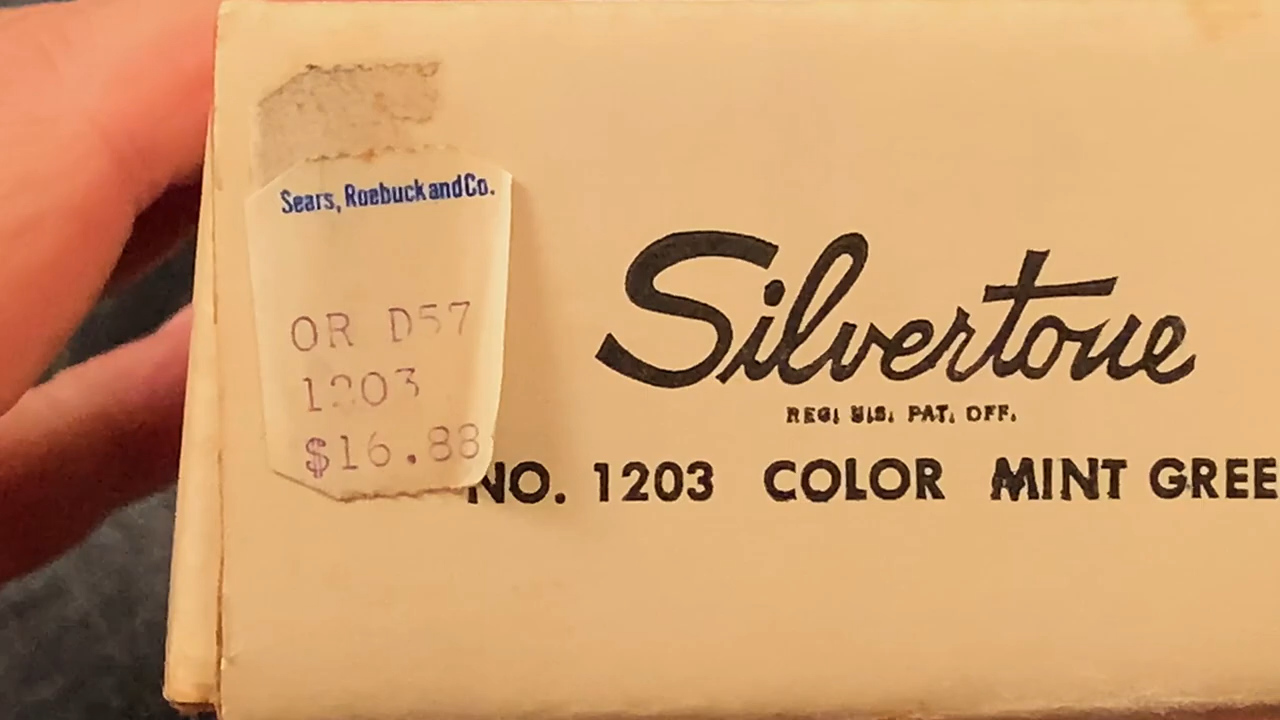 Sears, Roebuck and Co.
OR D57
1203
$16.88
Silvertone
REG. U.S. PAT. OFF.
NO. 1203 COLOR MINT GREE